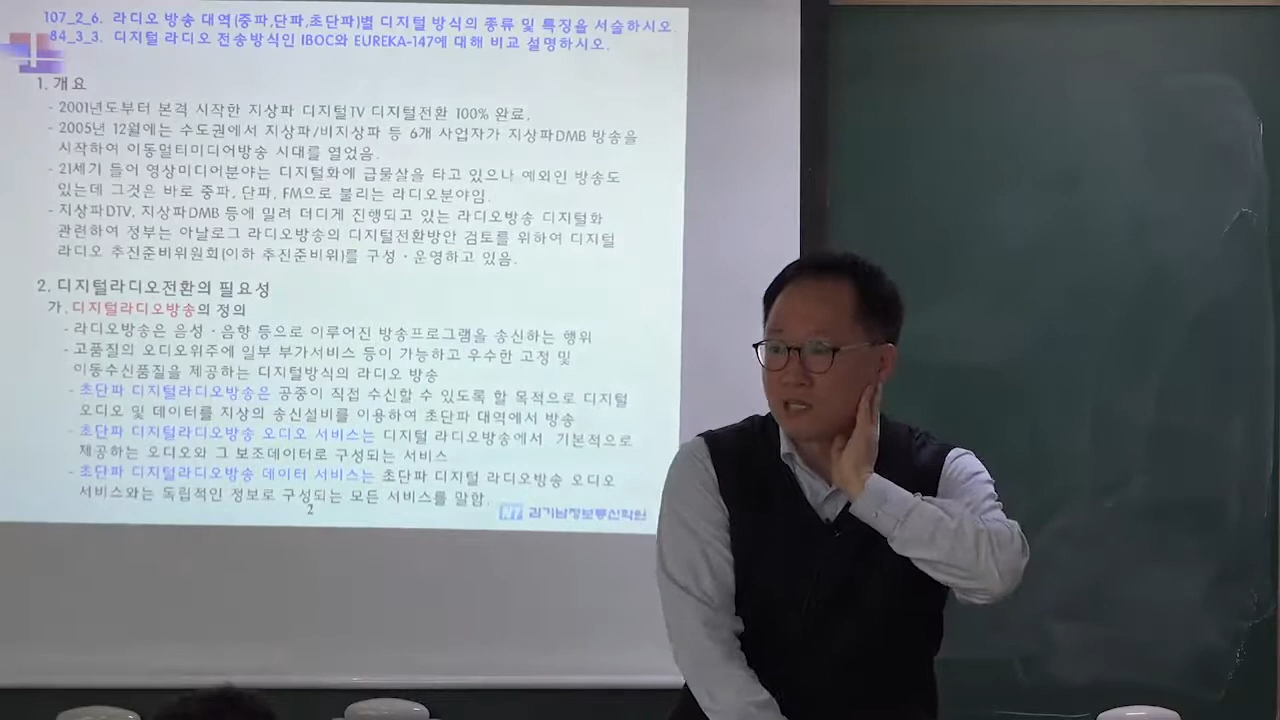 107_2_6. 라디오 방송 대역(중파,단파,초단파)별 디지털 방식의 종류 및 특징을 서술하시오.
84_3_3. 디지털 라디오 전송방식인 IBOC와 EUREKA-147에 대해 비교 설명하시오.
1. 개요
- 2001년도부터 본격 시작한 지상파 디지털TV 디지털전환 100% 완료.
- 2005년 12월에는 수도권에서 지상파/비지상파 등 6개 사업자가 지상파DMB 방송을
시작하여 이동멀티미디어방송 시대를 열었음.
- 21세기 들어 영상미디어분야는 디지털화에 급물살을 타고 있으나 예외인 방송도
있는데 그것은 바로 중파, 단파, FM으로 불리는 라디오분야임.
- 지상파DTV, 지상파DMB 등에 밀려 더디게 진행되고 있는 라디오방송 디지털화
관련하여 정부는 아날로그 라디오방송의 디지털전환방안 검토를 위하여 디지털
라디오 추진준비위원회(이하 추진준비위)를 구성·운영하고 있음.
2. 디지털라디오전환의 필요성
가. 디지털라디오방송의 정의
- 라디오방송은 음성·음향 등으로 이루어진 방송프로그램을 송신하는 행위
- 고품질의 오디오위주에 일부 부가서비스 등이 가능하고 우수한 고정 및
이동수신품질을 제공하는 디지털방식의 라디오 방송
- 초단파 디지털라디오방송은 공중이 직접 수신할 수 있도록 할 목적으로 디지털
오디오 및 데이터를 지상의 송신설비를 이용하여 초단파 대역에서 방송
- 초단파 디지털라디오방송 오디오 서비스는 디지털 라디오방송에서 기본적으로
제공하는 오디오와 그 보조데이터로 구성되는 서비스
- 초단파 디지털라디오방송 데이터 서비스는 초단파 디지털 라디오방송 오디오
서비스와는 독립적인 정보로 구성되는 모든 서비스를 말함.
2
김기남정보통신학원